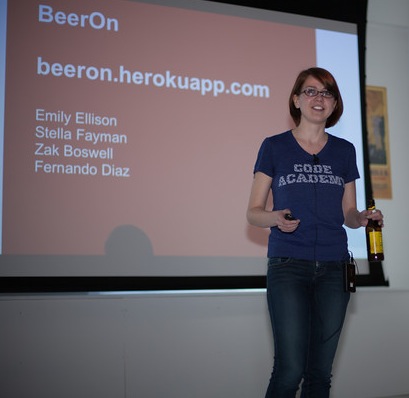 BeerOn
beeron.herokuapp.com
Emily Ellison
Stella Fayman
Zak Boswell
Fernando Diaz
CODE
ACADEMY